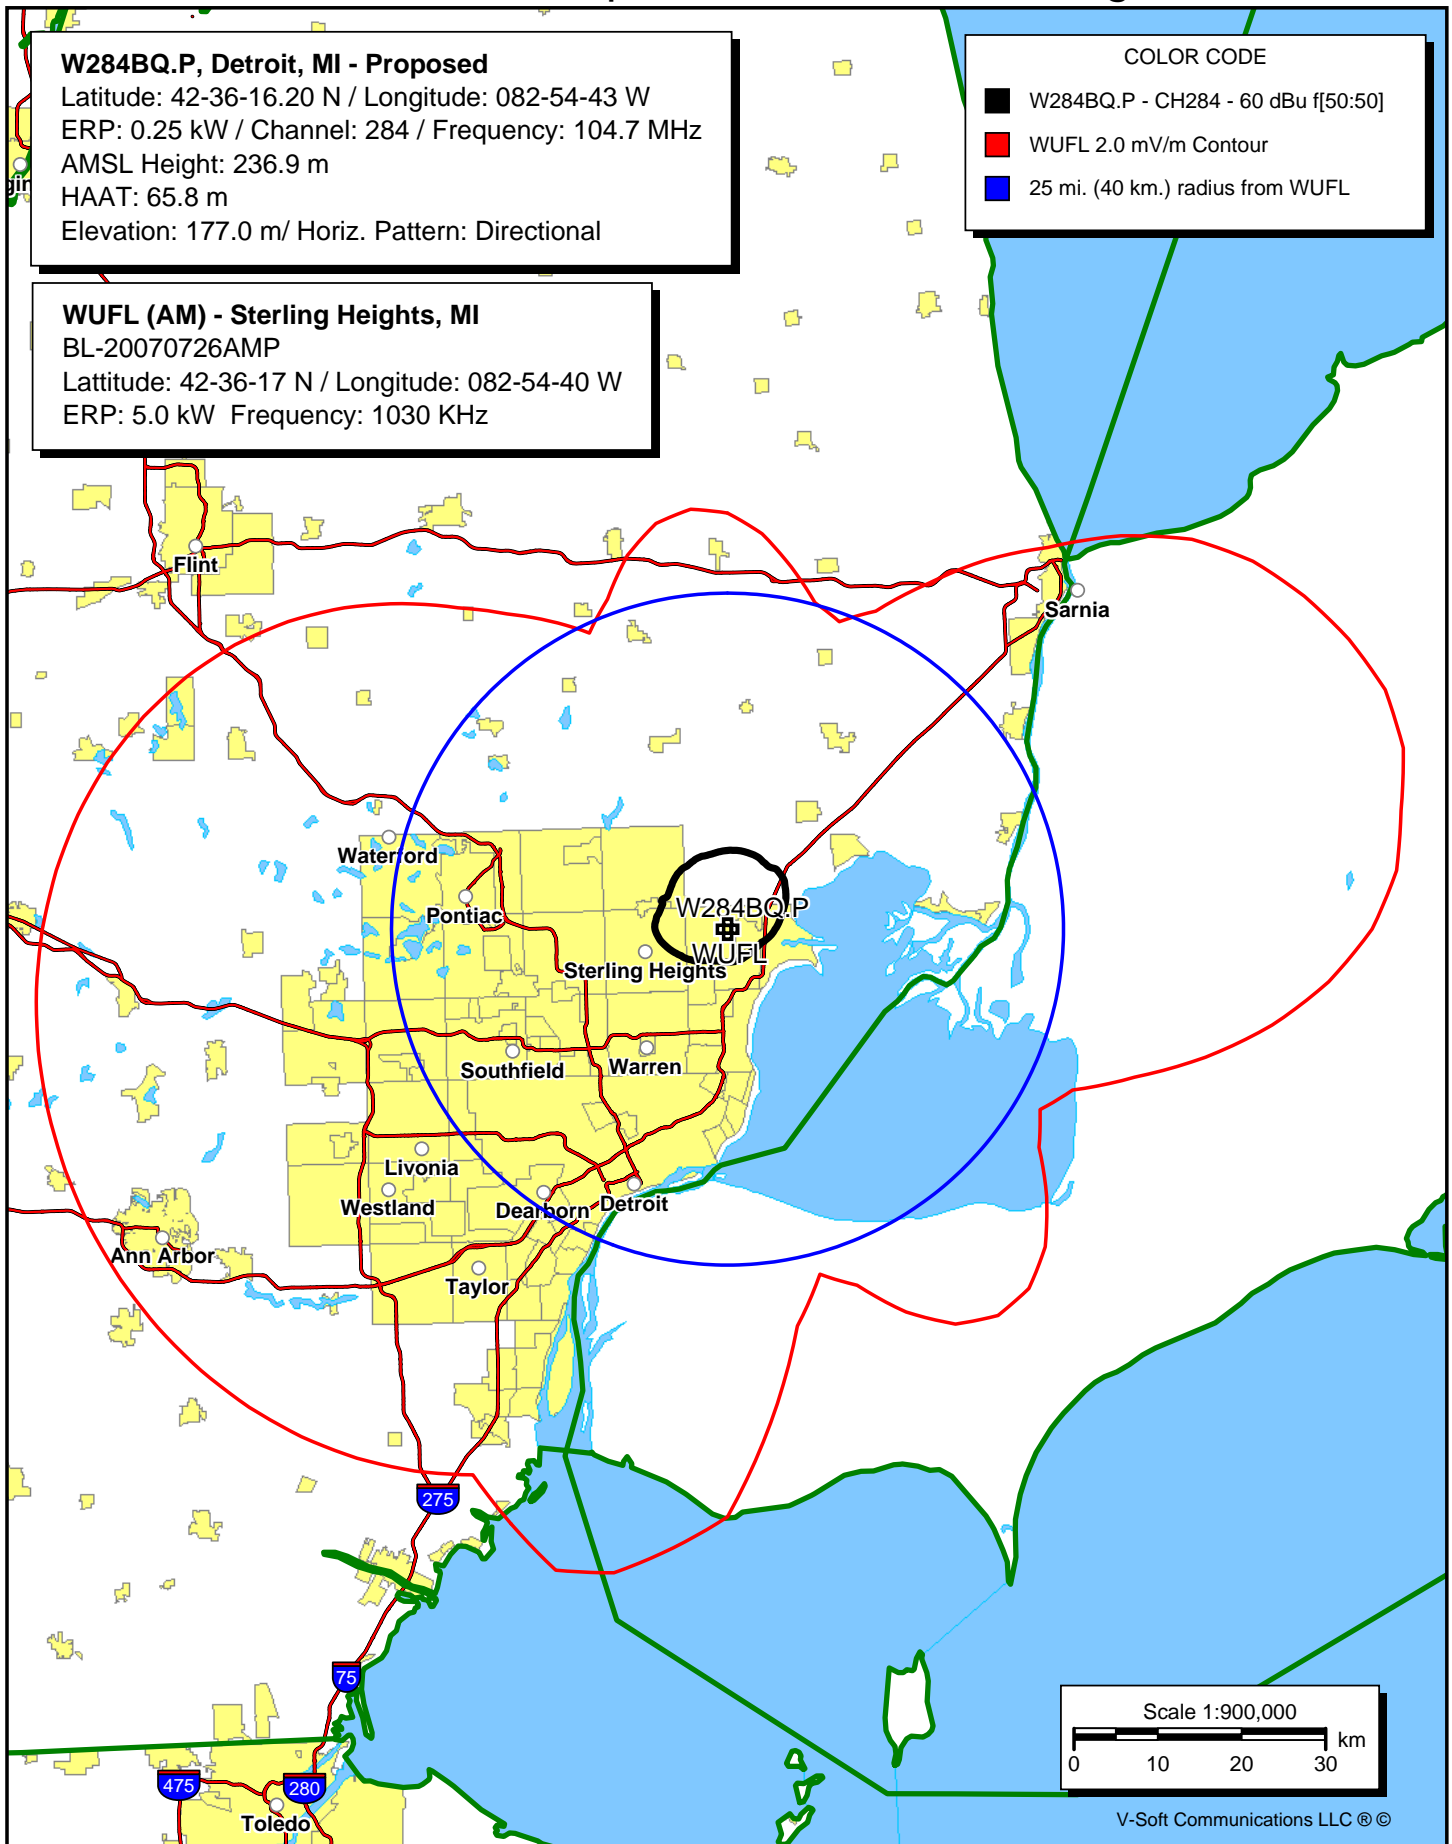 W284BQ.P, Detroit, MI - Proposed
Latitude: 42-36-16.20 N / Longitude: 082-54-43 W
ERP: 0.25 kW / Channel: 284 / Frequency: 104.7 MHz
AMSL Height: 236.9 m
HAAT: 65.8 m
Elevation: 177.0 m/ Horiz. Pattern: Directional
COLOR CODE
W284BQ.P - CH284 - 60 dBu f[50:50]
WUFL 2.0 mV/m Contour
25 mi. (40 km.) radius from WUFL
WUFL (AM) - Sterling Heights, MI
BL-20070726AMP
Lattitude: 42-36-17 N / Longitude: 082-54-40 W
ERP: 5.0 kW  Frequency: 1030 KHz
Flint
Sarnia
Waterford
Pontiac
W284BQ.P
WUFL
Sterling Heights
Southfield
Warren
Livonia
Westland
Dearborn
Detroit
Ann Arbor
Taylor
275
75
475
280
Toledo
Scale 1:900,000
km
0 10 20 30
V-Soft Communications LLC ® ©